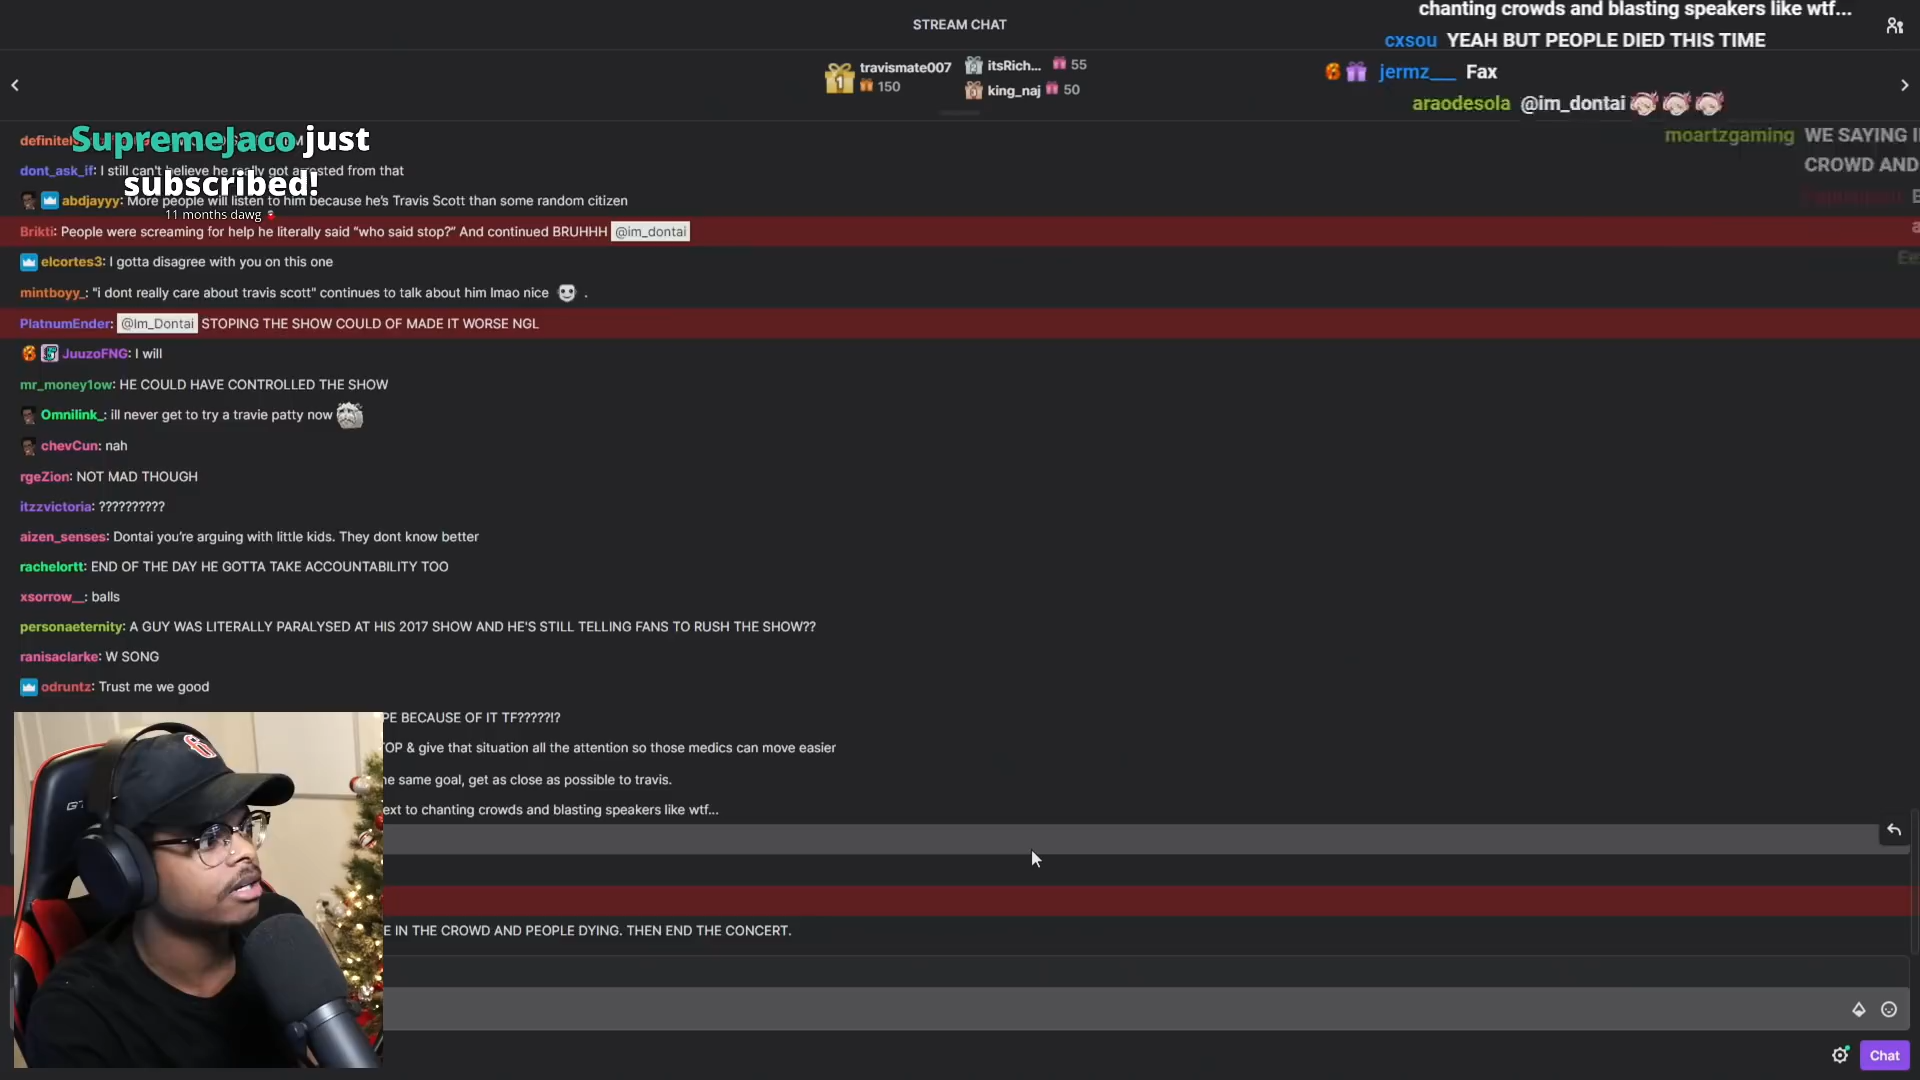 STREAM CHAT
travismate007
150
itsRich... 55
king_naj 50
chanting crowds and blasting speakers like wtf...
cxsou YEAH BUT PEOPLE DIED THIS TIME
jermz___ Fax
araodesola @im_dontai
moartzgaming WE SAYING
CROWD AND
SupremeJaco just
subscribed!
11 months dawg
dont_ask_if: I still can't believe he really got arrested from that
abdjayyy: More people will listen to him because he's Travis Scott than some random citizen
Brikti: People were screaming for help he literally said “who said stop?” And continued BRUHHH @im_dontai
elcortes3: I gotta disagree with you on this one
mintboyy_: "i dont really care about travis scott" continues to talk about him lmao nice .
PlatnumEnder: @Im_Dontai STOPING THE SHOW COULD OF MADE IT WORSE NGL
JuuzoFNG: I will
mr_money1ow: HE COULD HAVE CONTROLLED THE SHOW
Omnilink_: ill never get to try a travie patty now
chevCun: nah
rgeZion: NOT MAD THOUGH
itzzvictoria: ??????????
aizen_senses: Dontai you’re arguing with little kids. They dont know better
rachelortt: END OF THE DAY HE GOTTA TAKE ACCOUNTABILITY TOO
xsorrow__: balls
personaeternity: A GUY WAS LITERALLY PARALYSED AT HIS 2017 SHOW AND HE'S STILL TELLING FANS TO RUSH THE SHOW??
ranisaclarke: W SONG
odruntz: Trust me we good
PE BECAUSE OF IT TF?????!?
OP & give that situation all the attention so those medics can move easier
he same goal, get as close as possible to travis.
ext to chanting crowds and blasting speakers like wtf...
E IN THE CROWD AND PEOPLE DYING. THEN END THE CONCERT.
Chat